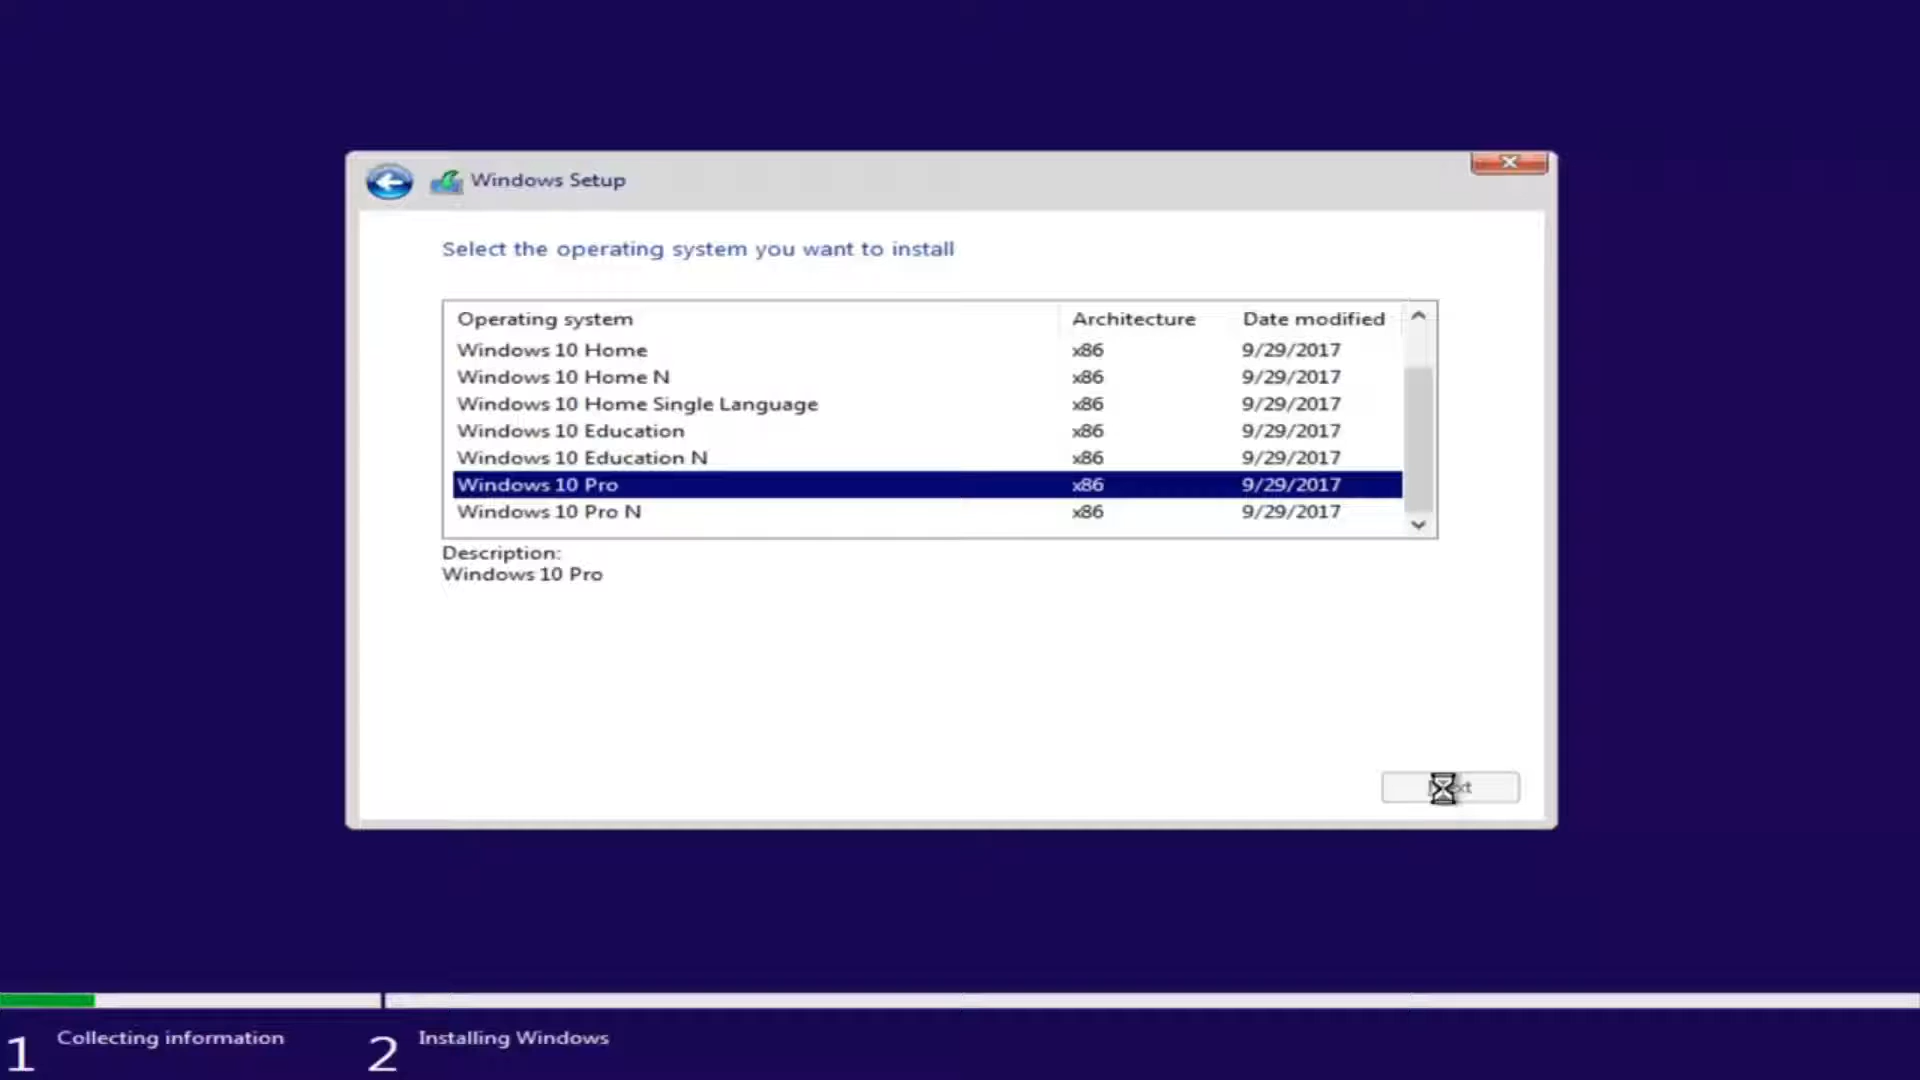 Windows Setup
Select the operating system you want to install
Operating system Architecture Date modified
Windows 10 Home x86 9/29/2017
Windows 10 Home N x86 9/29/2017
Windows 10 Home Single Language x86 9/29/2017
Windows 10 Education x86 9/29/2017
Windows 10 Education N x86 9/29/2017
Windows 10 Pro x86 9/29/2017
Windows 10 Pro N x86 9/29/2017
Description:
Windows 10 Pro
1 Collecting information 2 Installing Windows